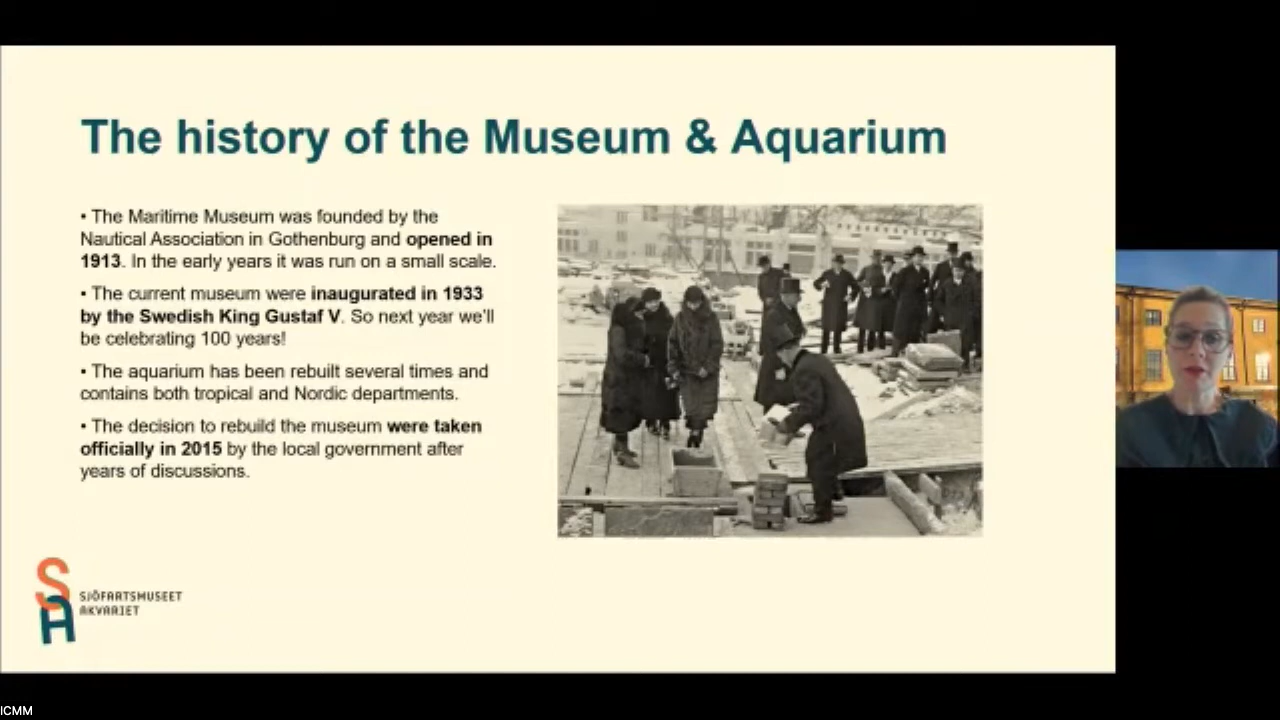 The history of the Museum & Aquarium
• The Maritime Museum was founded by the
Nautical Association in Gothenburg and opened in
1913. In the early years it was run on a small scale.
• The current museum were inaugurated in 1933
by the Swedish King Gustaf V. So next year we'll
be celebrating 100 years!
• The aquarium has been rebuilt several times and
contains both tropical and Nordic departments.
• The decision to rebuild the museum were taken
officially in 2015 by the local government after
years of discussions.
SA
SJÖFARTSMUSEET
AKVARIET
ICMM